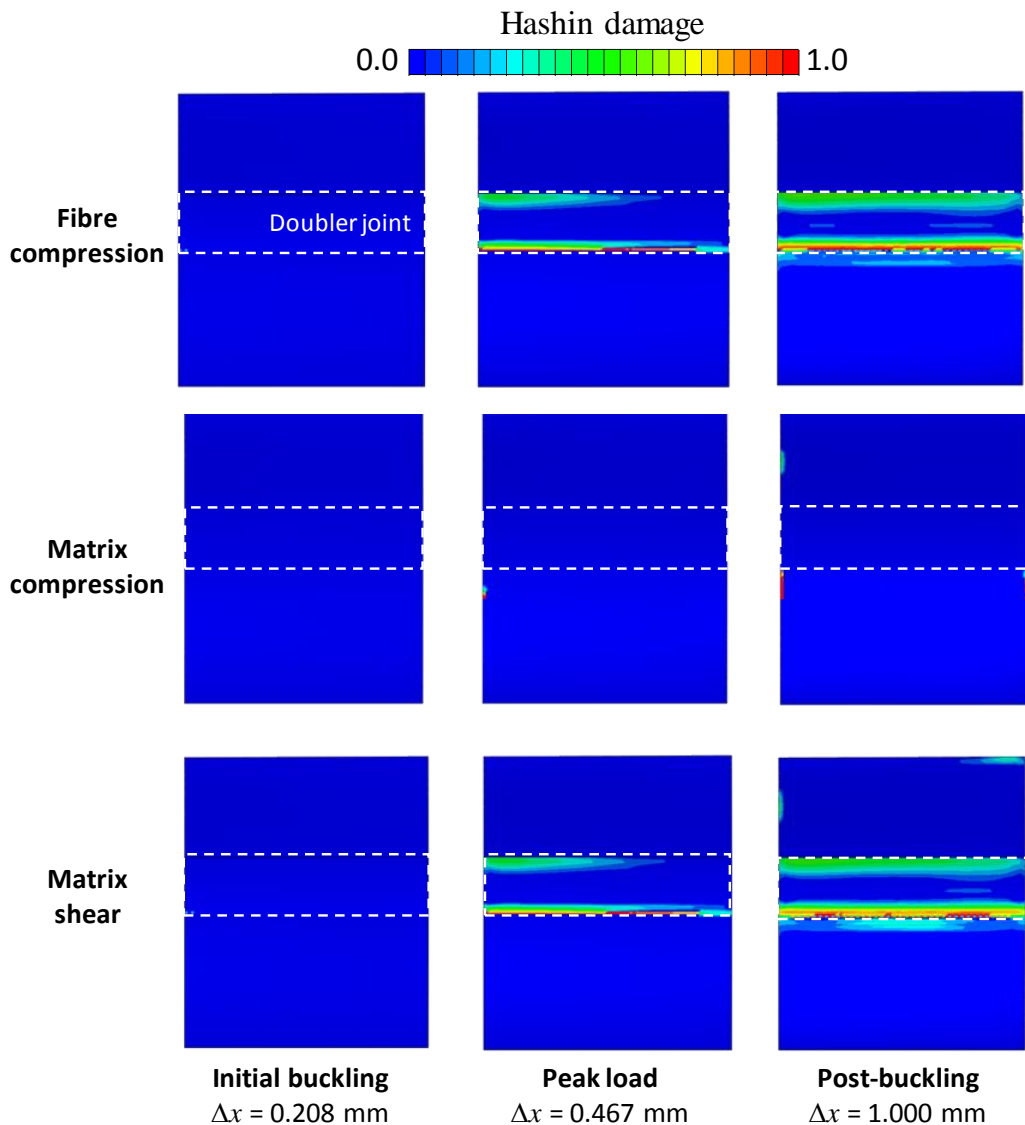 Hashin damage
0.0
1.0
Fibre
compression
Doubler joint
Matrix
compression
Matrix
shear
Initial buckling
Δx = 0.208 mm
Peak load
Δx = 0.467 mm
Post-buckling
Δx = 1.000 mm